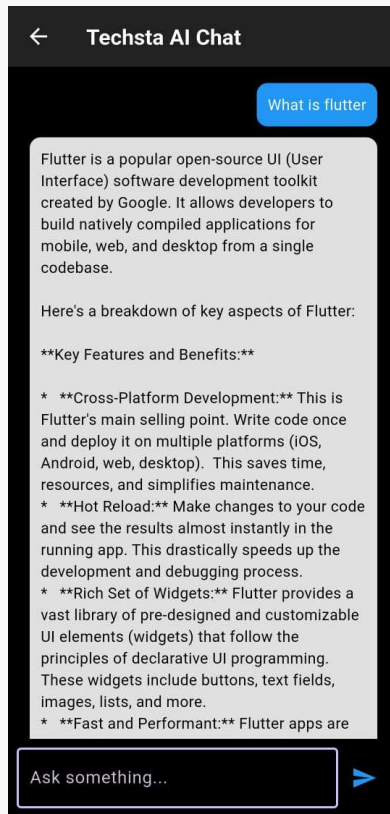 Techsta AI Chat
What is flutter
Flutter is a popular open-source UI (User
Interface) software development toolkit
created by Google. It allows developers to
build natively compiled applications for
mobile, web, and desktop from a single
codebase.
Here's a breakdown of key aspects of Flutter:
**Key Features and Benefits:**
*   **Cross-Platform Development:** This is
Flutter's main selling point. Write code once
and deploy it on multiple platforms (iOS,
Android, web, desktop).  This saves time,
resources, and simplifies maintenance.
*   **Hot Reload:** Make changes to your code
and see the results almost instantly in the
running app. This drastically speeds up the
development and debugging process.
*   **Rich Set of Widgets:** Flutter provides a
vast library of pre-designed and customizable
UI elements (widgets) that follow the
principles of declarative UI programming.
These widgets include buttons, text fields,
images, lists, and more.
*   **Fast and Performant:** Flutter apps are
Ask something...